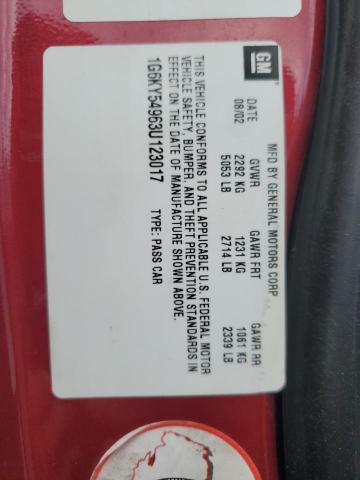 GM
MFD BY GENERAL MOTORS CORP
DATE GVWR GAWR FRT GAWR RR
08/02 2292 KG 1231 KG 1061 KG
5053 LB 2714 LB 2339 LB
THIS VEHICLE CONFORMS TO ALL APPLICABLE U.S. FEDERAL MOTOR
VEHICLE SAFETY, BUMPER, AND THEFT PREVENTION STANDARDS IN
EFFECT ON THE DATE OF MANUFACTURE SHOWN ABOVE.
1G6KY54963U123017 TYPE: PASS CAR